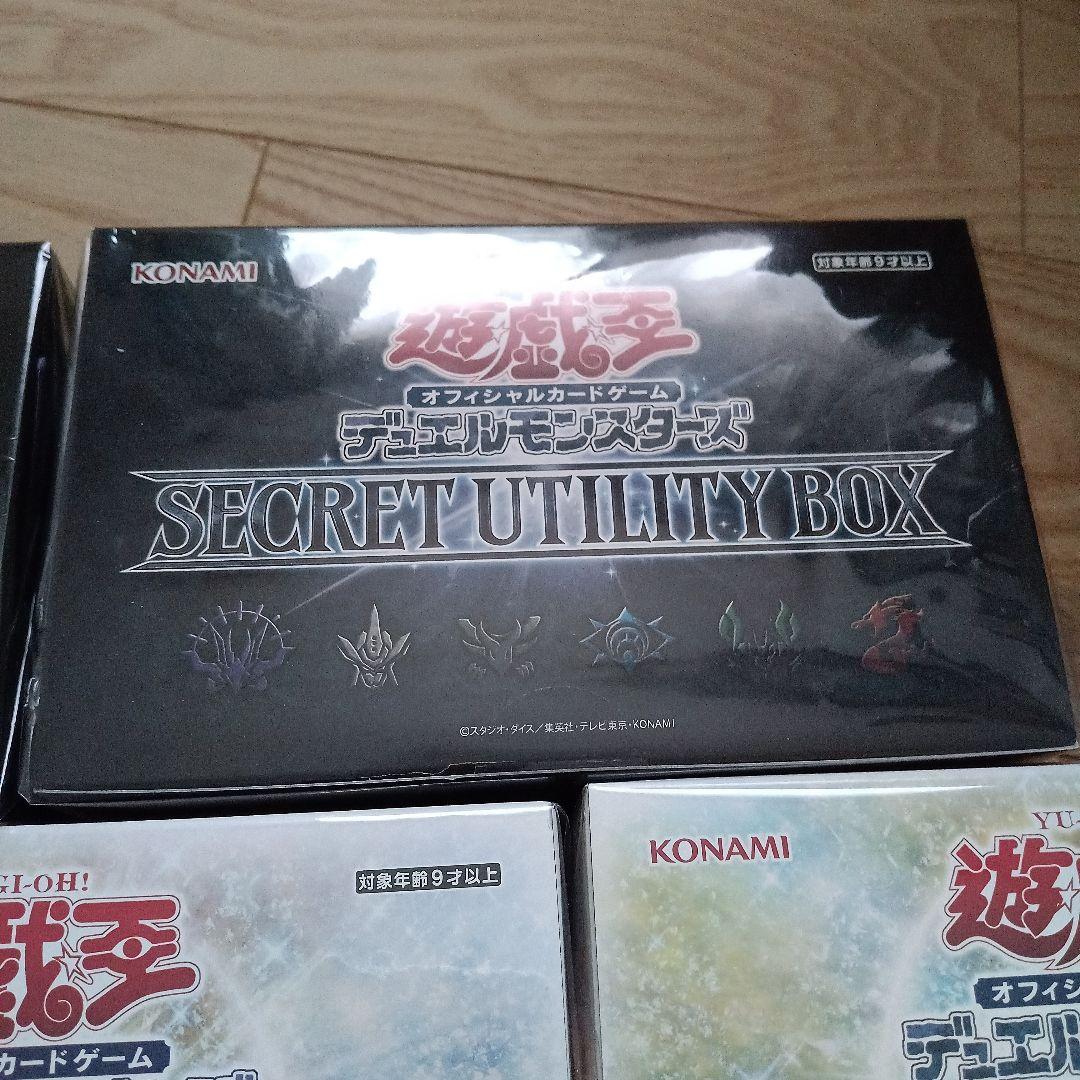 KONAMI
対象年齢9才以上
遊戯王
オフィシャルカードゲーム
デュエルモンスターズ
SECRET UTILITY BOX
©スタジオ・ダイス/集英社・テレビ東京・KONAMI
GI-OH!
対象年齢9才以上
戯王
カードゲーム
KONAMI
YU-
遊
オフィ
デュエル